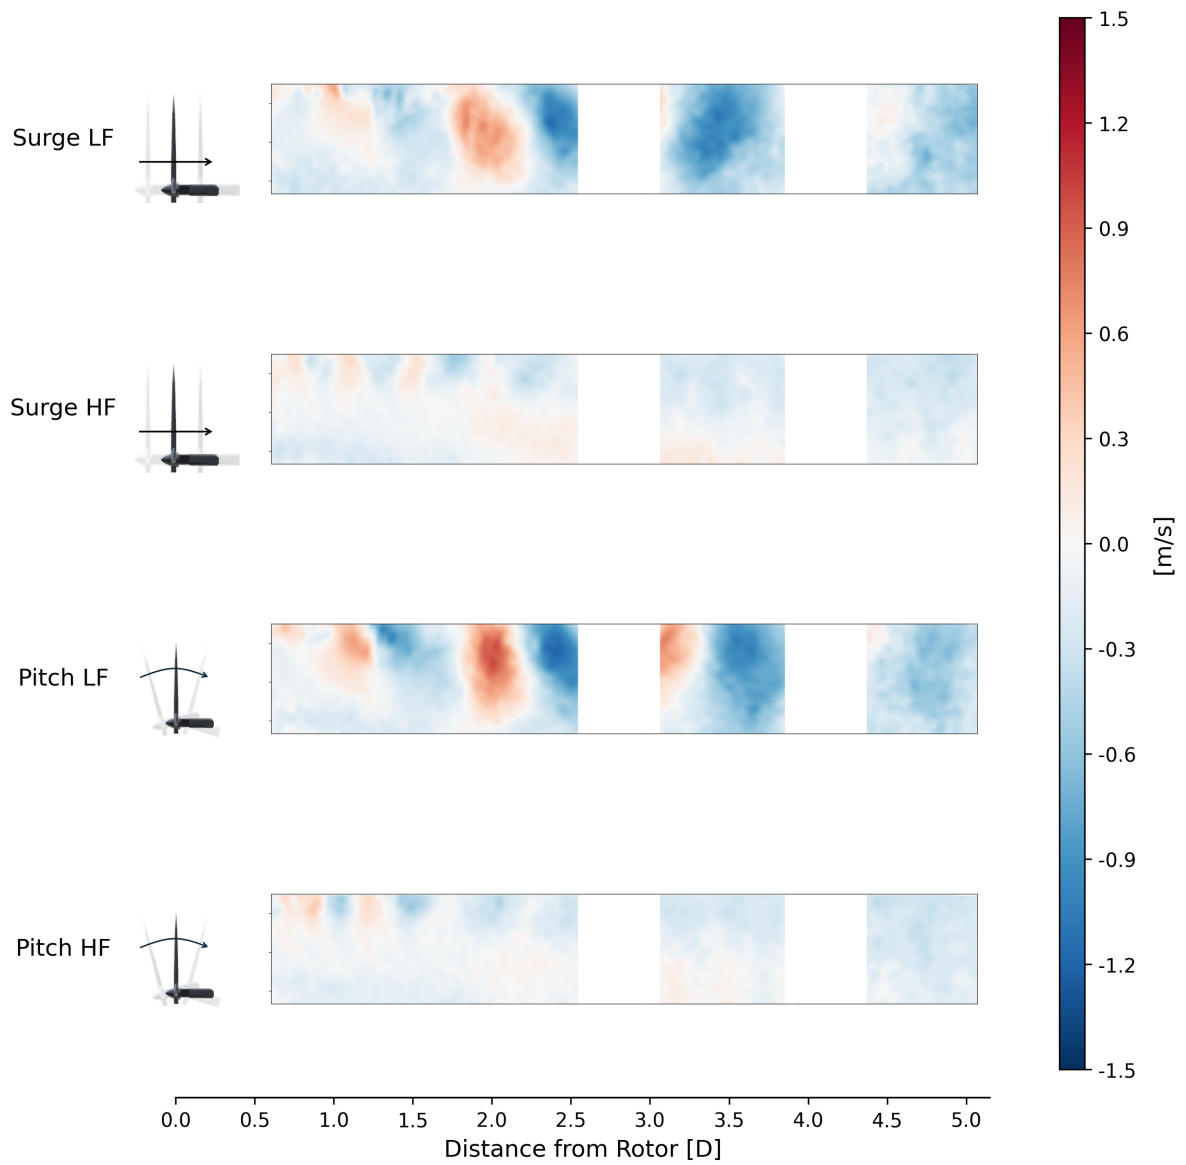 Surge LF
Surge HF
Pitch LF
Pitch HF
1.5
1.2
0.9
0.6
0.3
0.0
-0.3
-0.6
-0.9
-1.2
-1.5
[m/s]
0.0 0.5 1.0 1.5 2.0 2.5 3.0 3.5 4.0 4.5 5.0
Distance from Rotor [D]